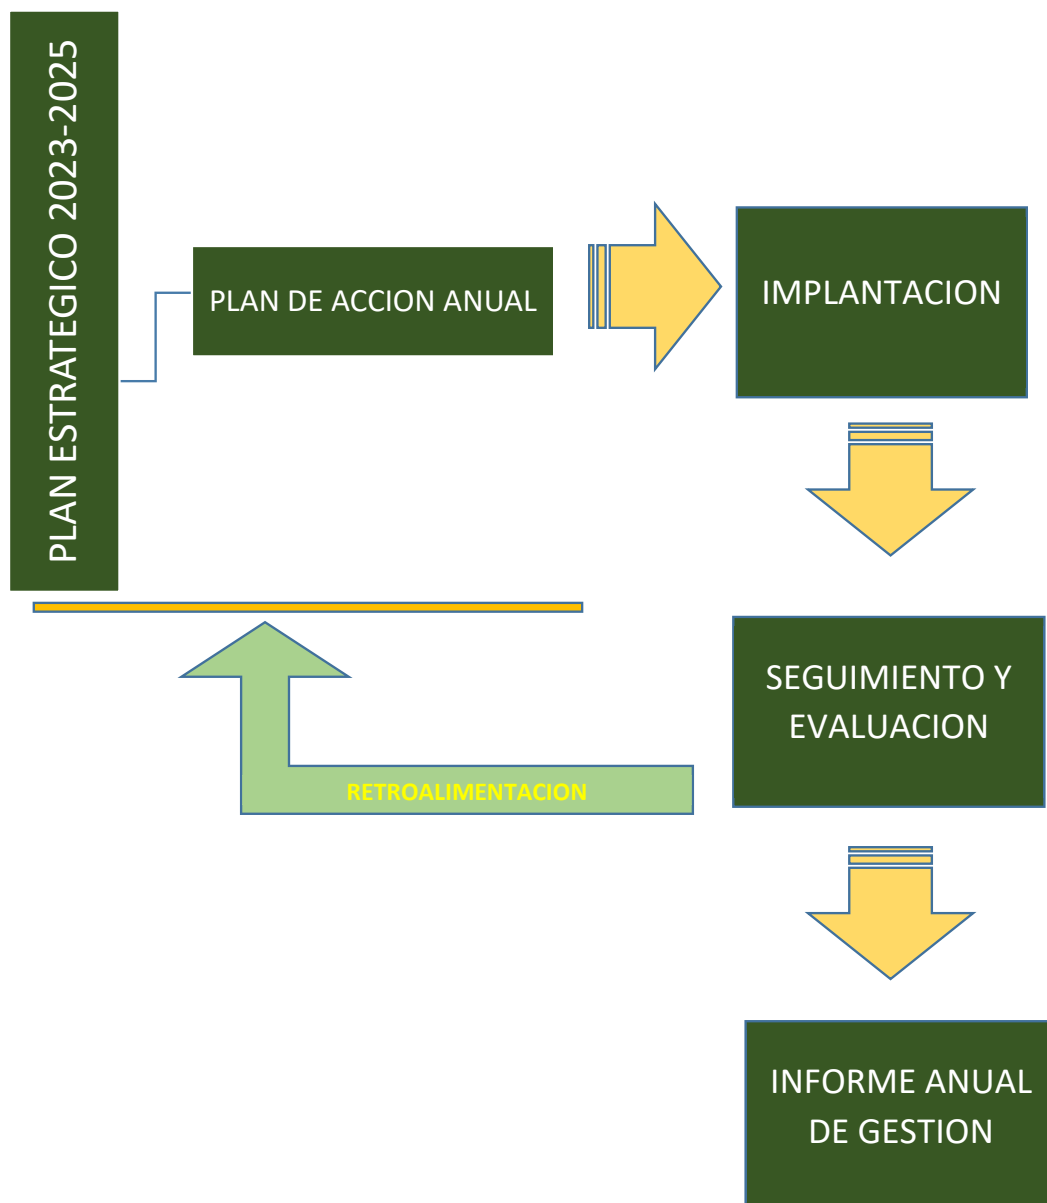 PLAN ESTRATEGICO 2023-2025
PLAN DE ACCION ANUAL
IMPLANTACION
SEGUIMIENTO Y
EVALUACION
RETROALIMENTACION
INFORME ANUAL
DE GESTION